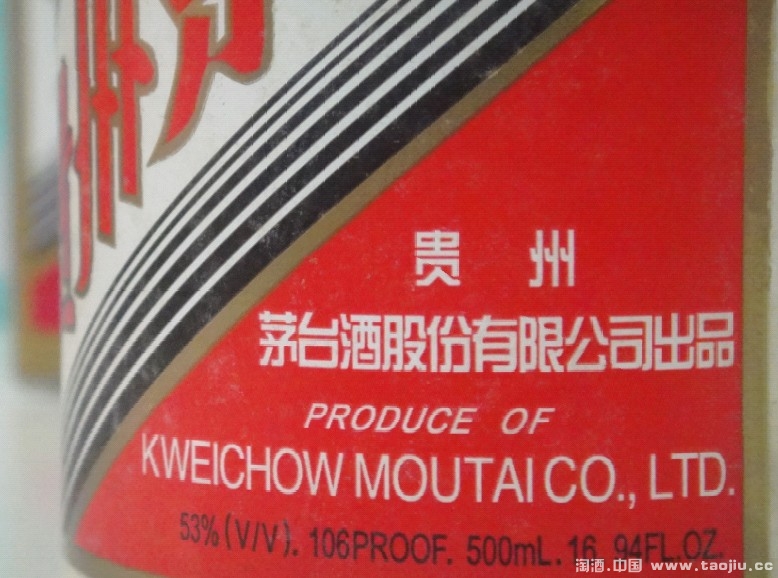 贵 州
茅台酒股份有限公司出品
PRODUCE OF
KWEICHOW MOUTAI CO., LTD.
53% (V/V). 106PROOF. 500mL. 16. 94FL.OZ.
淘酒.中国 www.taojiu.cc